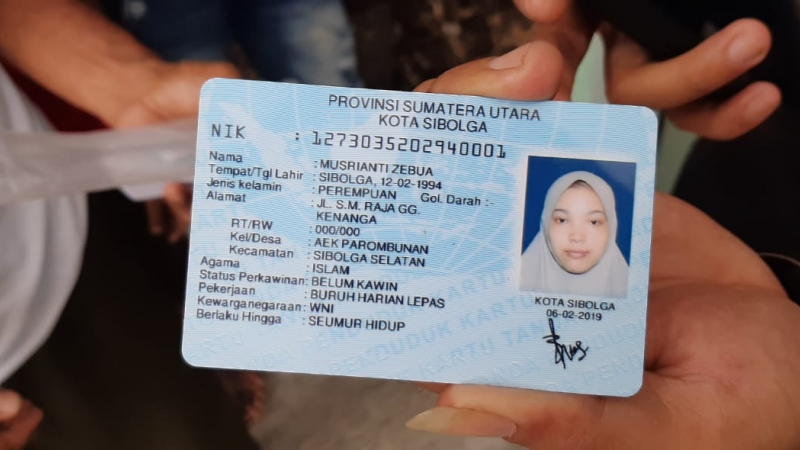 PROVINSI SUMATERA UTARA
KOTA SIBOLGA
NIK : 1273035202940001
Nama : MUSRIANTI ZEBUA
Tempat/Tgl Lahir : SIBOLGA, 12-02-1994
Jenis kelamin : PEREMPUAN Gol. Darah :-
Alamat : JL. S.M. RAJA GG.
KENANGA
RT/RW : 000/000
Kel/Desa : AEK PAROMBUNAN
Kecamatan : SIBOLGA SELATAN
Agama : ISLAM
Status Perkawinan: BELUM KAWIN
Pekerjaan : BURUH HARIAN LEPAS
Kewarganegaraan: WNI
Berlaku Hingga : SEUMUR HIDUP
KOTA SIBOLGA
06-02-2019